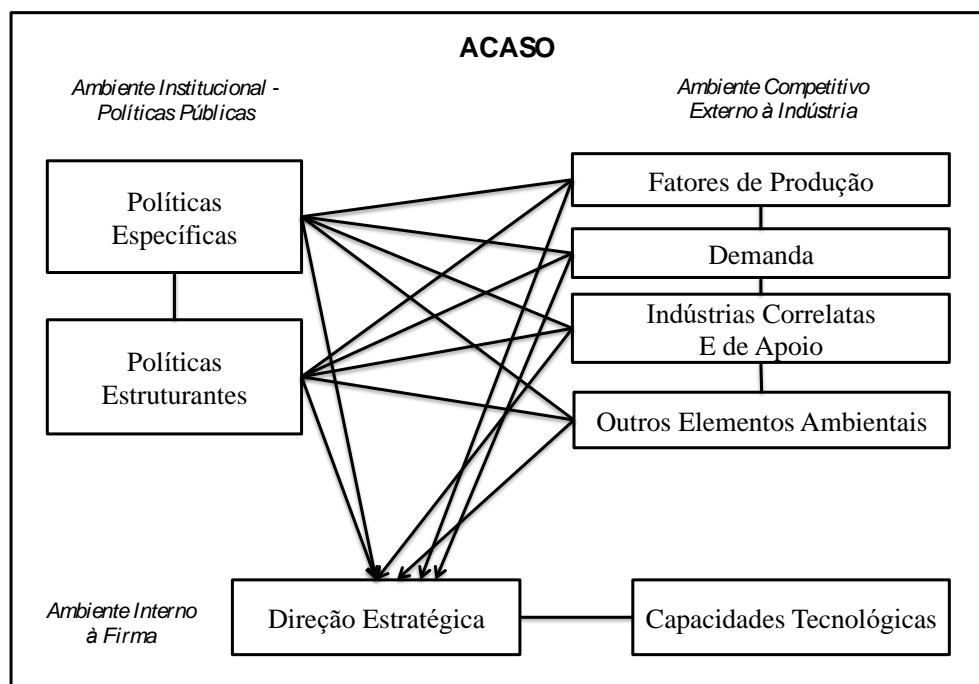 ACASO
Ambiente Institucional -
Políticas Públicas
Ambiente Competitivo
Externo à Indústria
Políticas
Específicas
Políticas
Estruturantes
Fatores de Produção
Demanda
Indústrias Correlatas
E de Apoio
Outros Elementos Ambientais
Ambiente Interno
à Firma
Direção Estratégica
Capacidades Tecnológicas